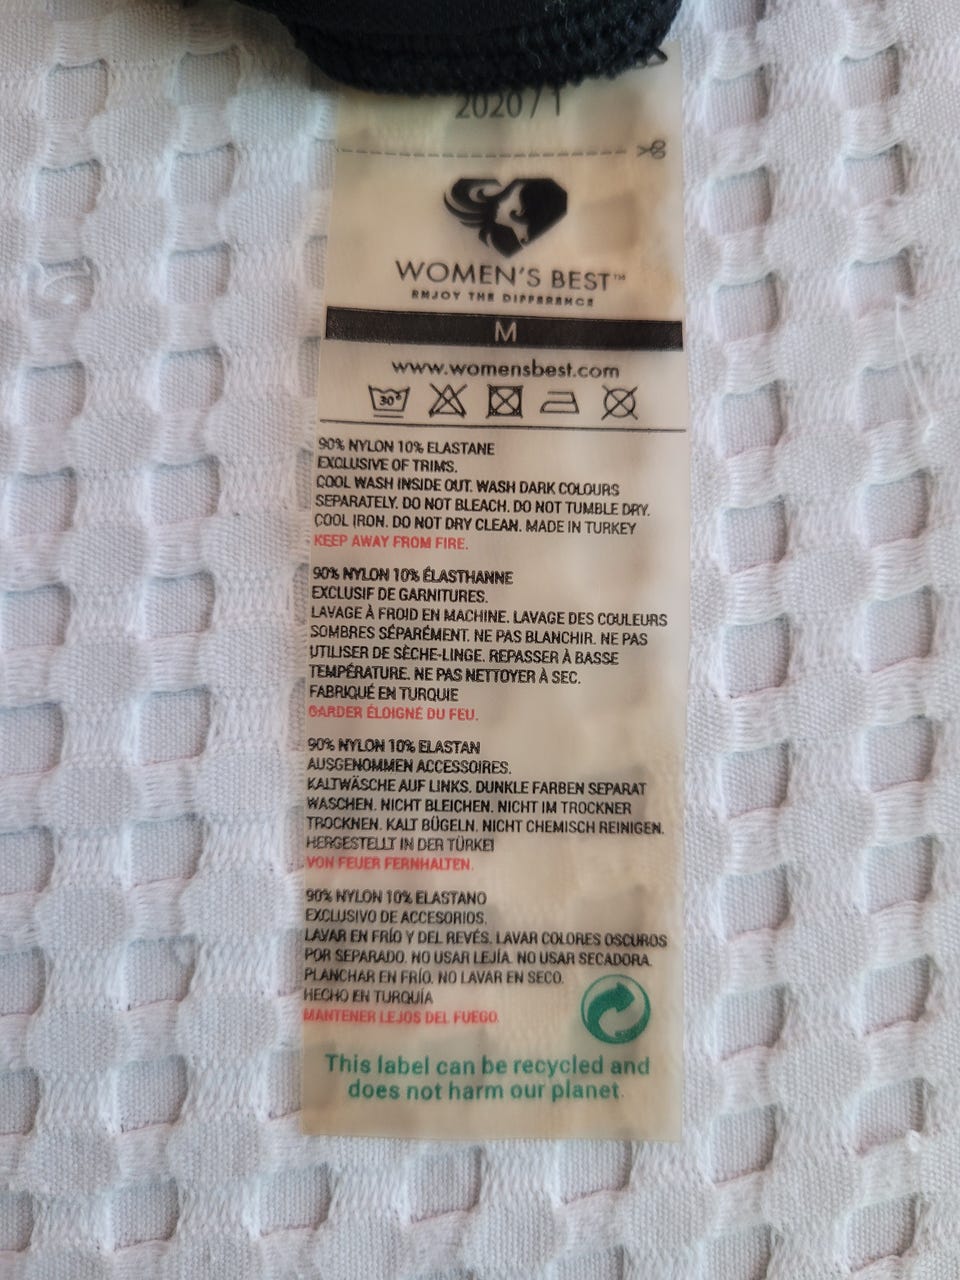 2020 / 1
WOMEN'S BEST™
ENJOY THE DIFFERENCE
M
www.womensbest.com
30°
90% NYLON 10% ELASTANE
EXCLUSIVE OF TRIMS.
COOL WASH INSIDE OUT. WASH DARK COLOURS
SEPARATELY. DO NOT BLEACH. DO NOT TUMBLE DRY.
COOL IRON. DO NOT DRY CLEAN. MADE IN TURKEY
KEEP AWAY FROM FIRE.
90% NYLON 10% ÉLASTHANNE
EXCLUSIF DE GARNITURES.
LAVAGE À FROID EN MACHINE. LAVAGE DES COULEURS
SOMBRES SÉPARÉMENT. NE PAS BLANCHIR. NE PAS
UTILISER DE SÈCHE-LINGE. REPASSER À BASSE
TEMPÉRATURE. NE PAS NETTOYER À SEC.
FABRIQUÉ EN TURQUIE
GARDER ÉLOIGNÉ DU FEU.
90% NYLON 10% ELASTAN
AUSGENOMMEN ACCESSOIRES.
KALTWÄSCHE AUF LINKS. DUNKLE FARBEN SEPARAT
WASCHEN. NICHT BLEICHEN. NICHT IM TROCKNER
TROCKNEN. KALT BÜGELN. NICHT CHEMISCH REINIGEN.
HERGESTELLT IN DER TÜRKEI
VON FEUER FERNHALTEN.
90% NYLON 10% ELASTANO
EXCLUSIVO DE ACCESORIOS.
LAVAR EN FRÍO Y DEL REVÉS. LAVAR COLORES OSCUROS
POR SEPARADO. NO USAR LEJÍA. NO USAR SECADORA.
PLANCHAR EN FRÍO. NO LAVAR EN SECO.
HECHO EN TURQUÍA
MANTENER LEJOS DEL FUEGO.
This label can be recycled and
does not harm our planet.